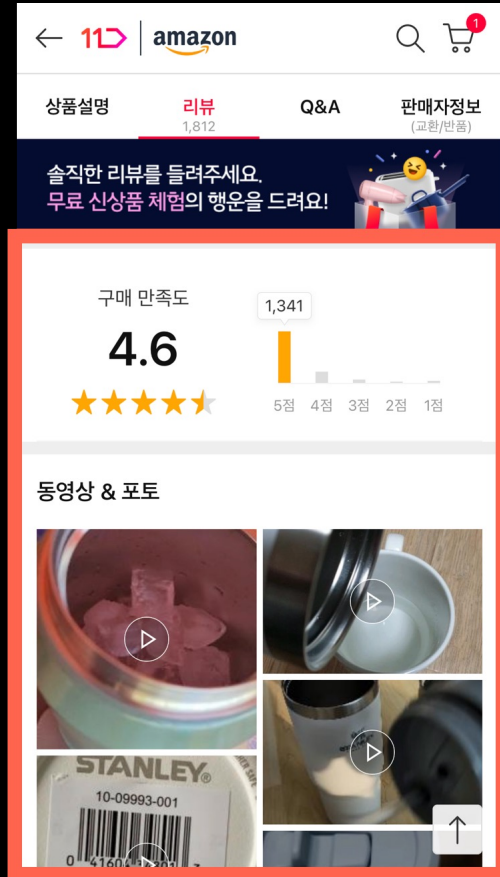 11
amazon
1
상품설명 리뷰 Q&A 판매자정보
1,812 (교환/반품)
솔직한 리뷰를 들려주세요.
무료 신상품 체험의 행운을 드려요!
구매 만족도
1,341
4.6
5점 4점 3점 2점 1점
동영상 & 포토
STANLEY®
10-09993-001